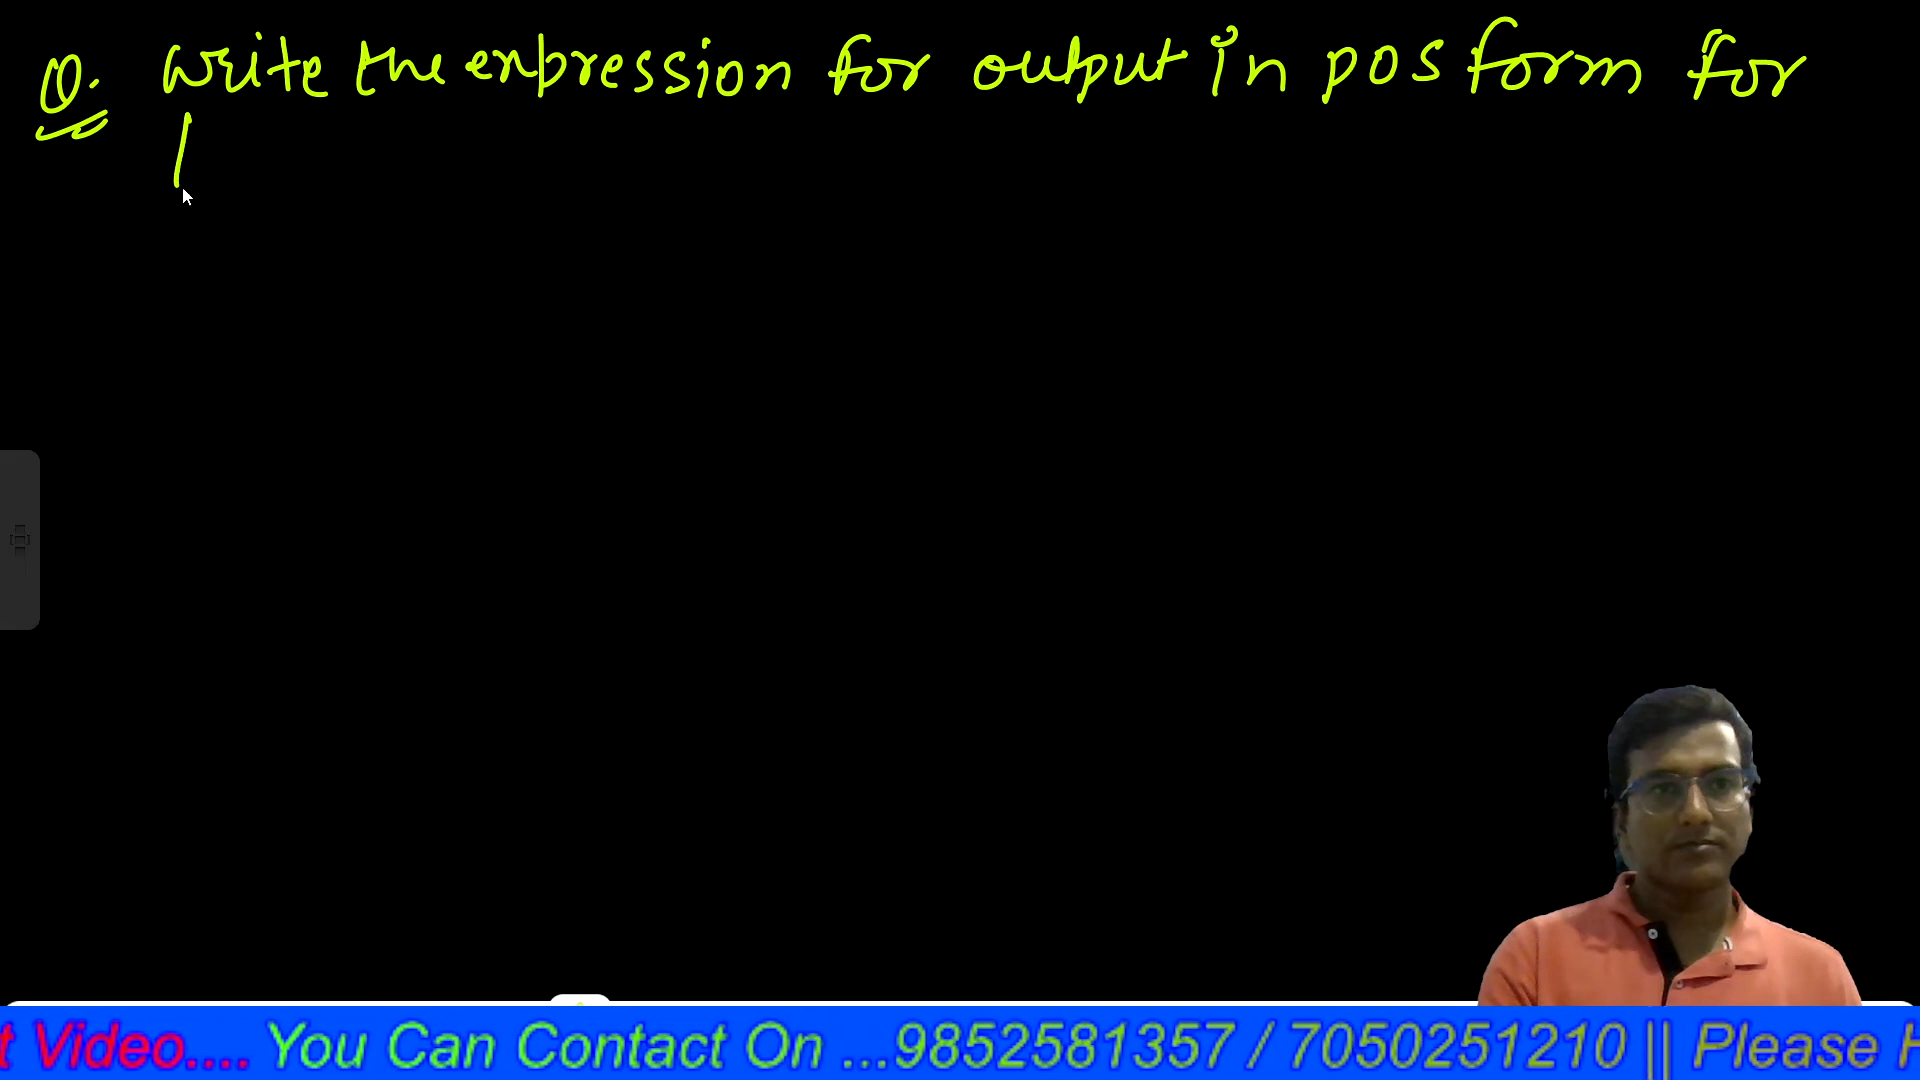 Q. Write the expression for output in POS form for
t Video.... You Can Contact On ...9852581357 / 7050251210 || Please H